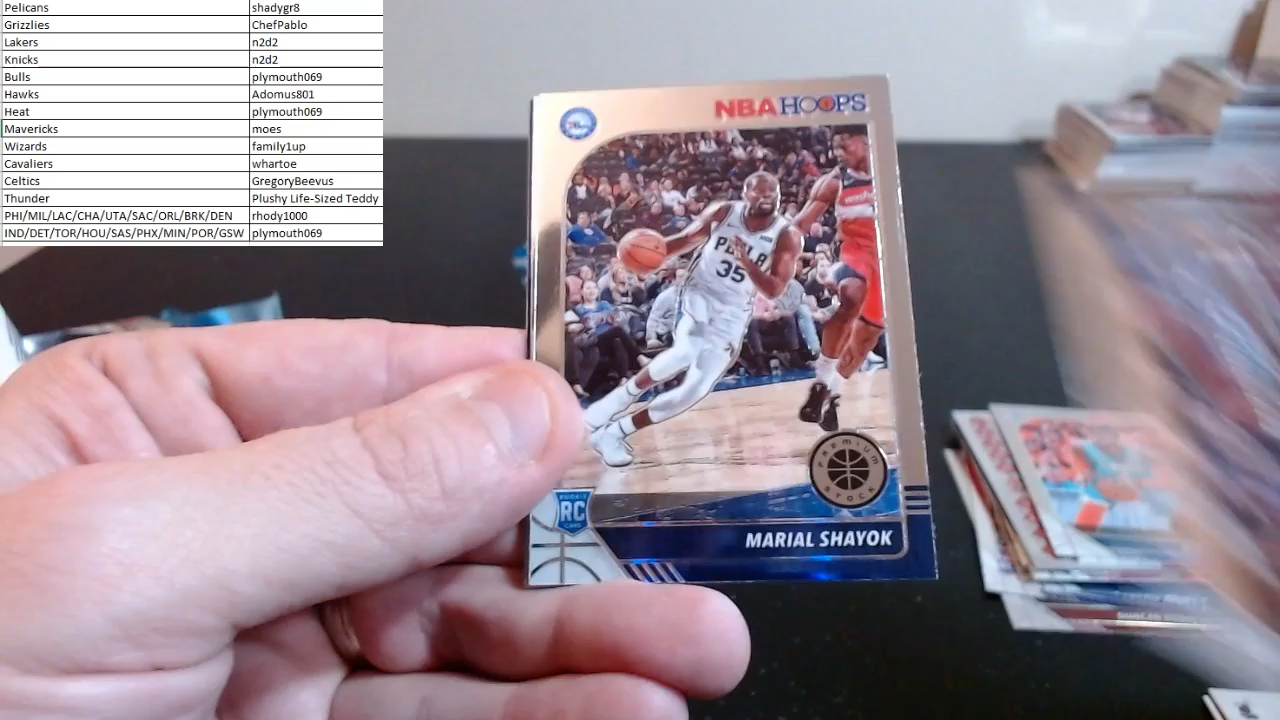 Pelicans shadygr8
Grizzlies ChefPablo
Lakers n2d2
Knicks n2d2
Bulls plymouth069
Hawks Adomus801
Heat plymouth069
Mavericks moes
Wizards family1up
Cavaliers whartoe
Celtics GregoryBeevus
Thunder Plushy Life-Sized Teddy
PHI/MIL/LAC/CHA/UTA/SAC/ORL/BRK/DEN rhody1000
IND/DET/TOR/HOU/SAS/PHX/MIN/POR/GSW plymouth069
NBA HOOPS
PHILA
35
PREMIUM STOCK
RC
MARIAL SHAYOK